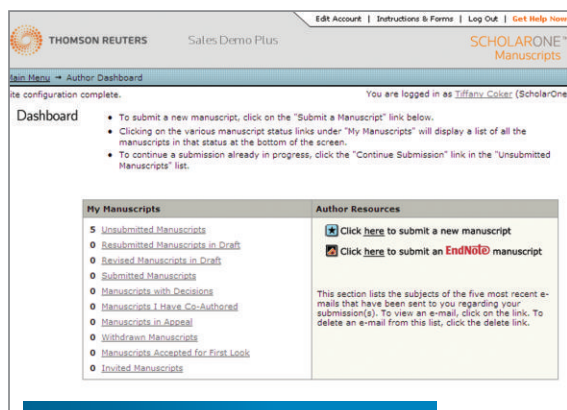 Edit Account | Instructions & Forms | Log Out | Get Help Now
THOMSON REUTERS
Sales Demo Plus
SCHOLARONE™
Manuscripts
Main Menu → Author Dashboard
ite configuration complete.
You are logged in as Tiffany Coker (ScholarOne
Dashboard
• To submit a new manuscript, click on the "Submit a Manuscript" link below.
• Clicking on the various manuscript status links under "My Manuscripts" will display a list of all the
manuscripts in that status at the bottom of the screen.
• To continue a submission already in progress, click the "Continue Submission" link in the "Unsubmitted
Manuscripts" list.
My Manuscripts
5 Unsubmitted Manuscripts
0 Resubmitted Manuscripts in Draft
0 Revised Manuscripts in Draft
0 Submitted Manuscripts
0 Manuscripts with Decisions
0 Manuscripts I Have Co-Authored
0 Manuscripts in Appeal
0 Withdrawn Manuscripts
0 Manuscripts Accepted for First Look
0 Invited Manuscripts
Author Resources
Click here to submit a new manuscript
Click here to submit an EndNote manuscript
This section lists the subjects of the five most recent e-
mails that have been sent to you regarding your
submission(s). To view an e-mail, click on the link. To
delete an e-mail from this list, click the delete link.